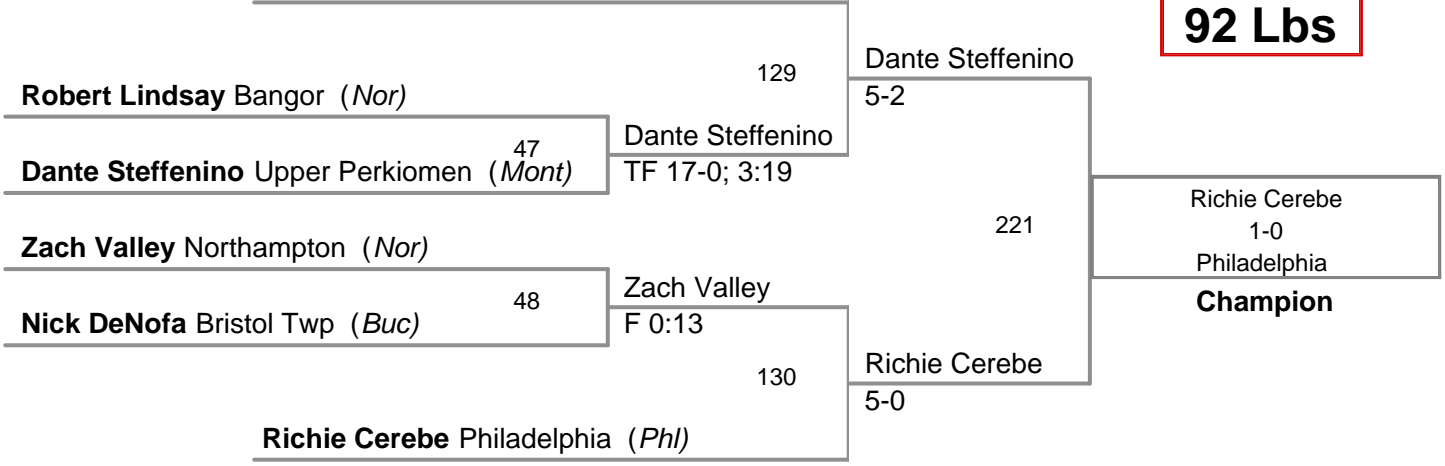 92 Lbs
129
Dante Steffenino
5-2
Robert Lindsay Bangor (Nor)
47
Dante Steffenino
TF 17-0; 3:19
Dante Steffenino Upper Perkiomen (Mont)
221
Richie Cerebe
1-0
Philadelphia
Champion
Zach Valley Northampton (Nor)
48
Zach Valley
F 0:13
Nick DeNofa Bristol Twp (Buc)
130
Richie Cerebe
5-0
Richie Cerebe Philadelphia (Phl)